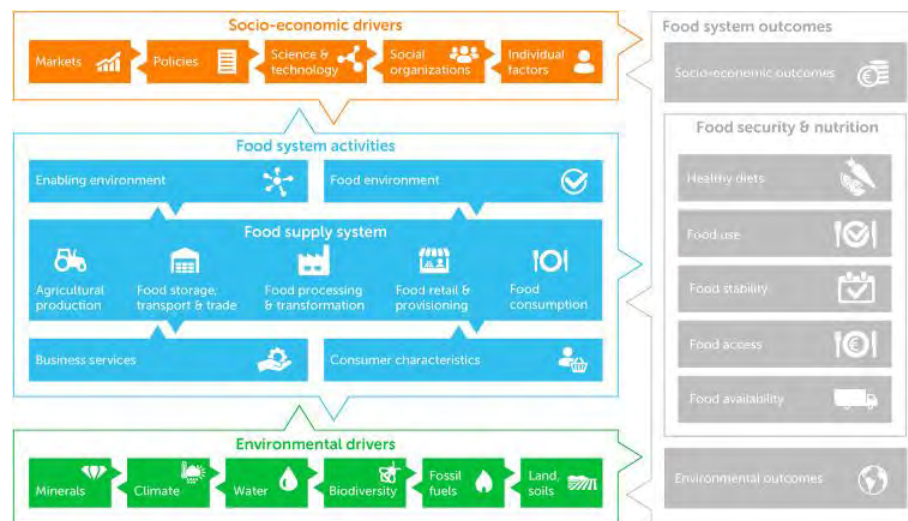 Socio-economic drivers
Markets
Policies
Science &
technology
Social
organizations
Individual
factors
Food system activities
Enabling environment
Food environment
Food supply system
Agricultural
production
Food storage,
transport & trade
Food processing
& transformation
Food retail &
provisioning
Food
consumption
Business services
Consumer characteristics
Environmental drivers
Minerals
Climate
Water
Biodiversity
Fossil
fuels
Land,
soils
Food system outcomes
Socio-economic outcomes
€
Food security & nutrition
Healthy diets
Food use
Food stability
Food access
€
Food availability
Environmental outcomes